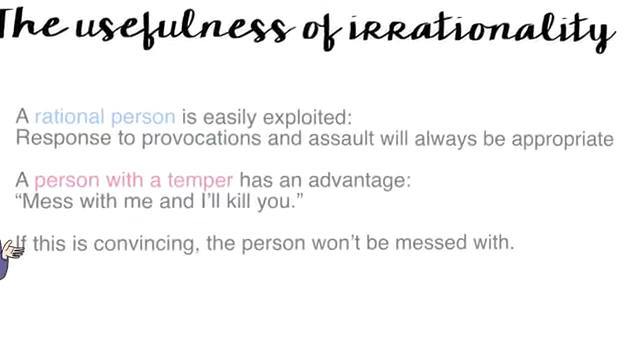 The usefulness of irrationality
A rational person is easily exploited:
Response to provocations and assault will always be appropriate
A person with a temper has an advantage:
“Mess with me and I’ll kill you.”
If this is convincing, the person won’t be messed with.